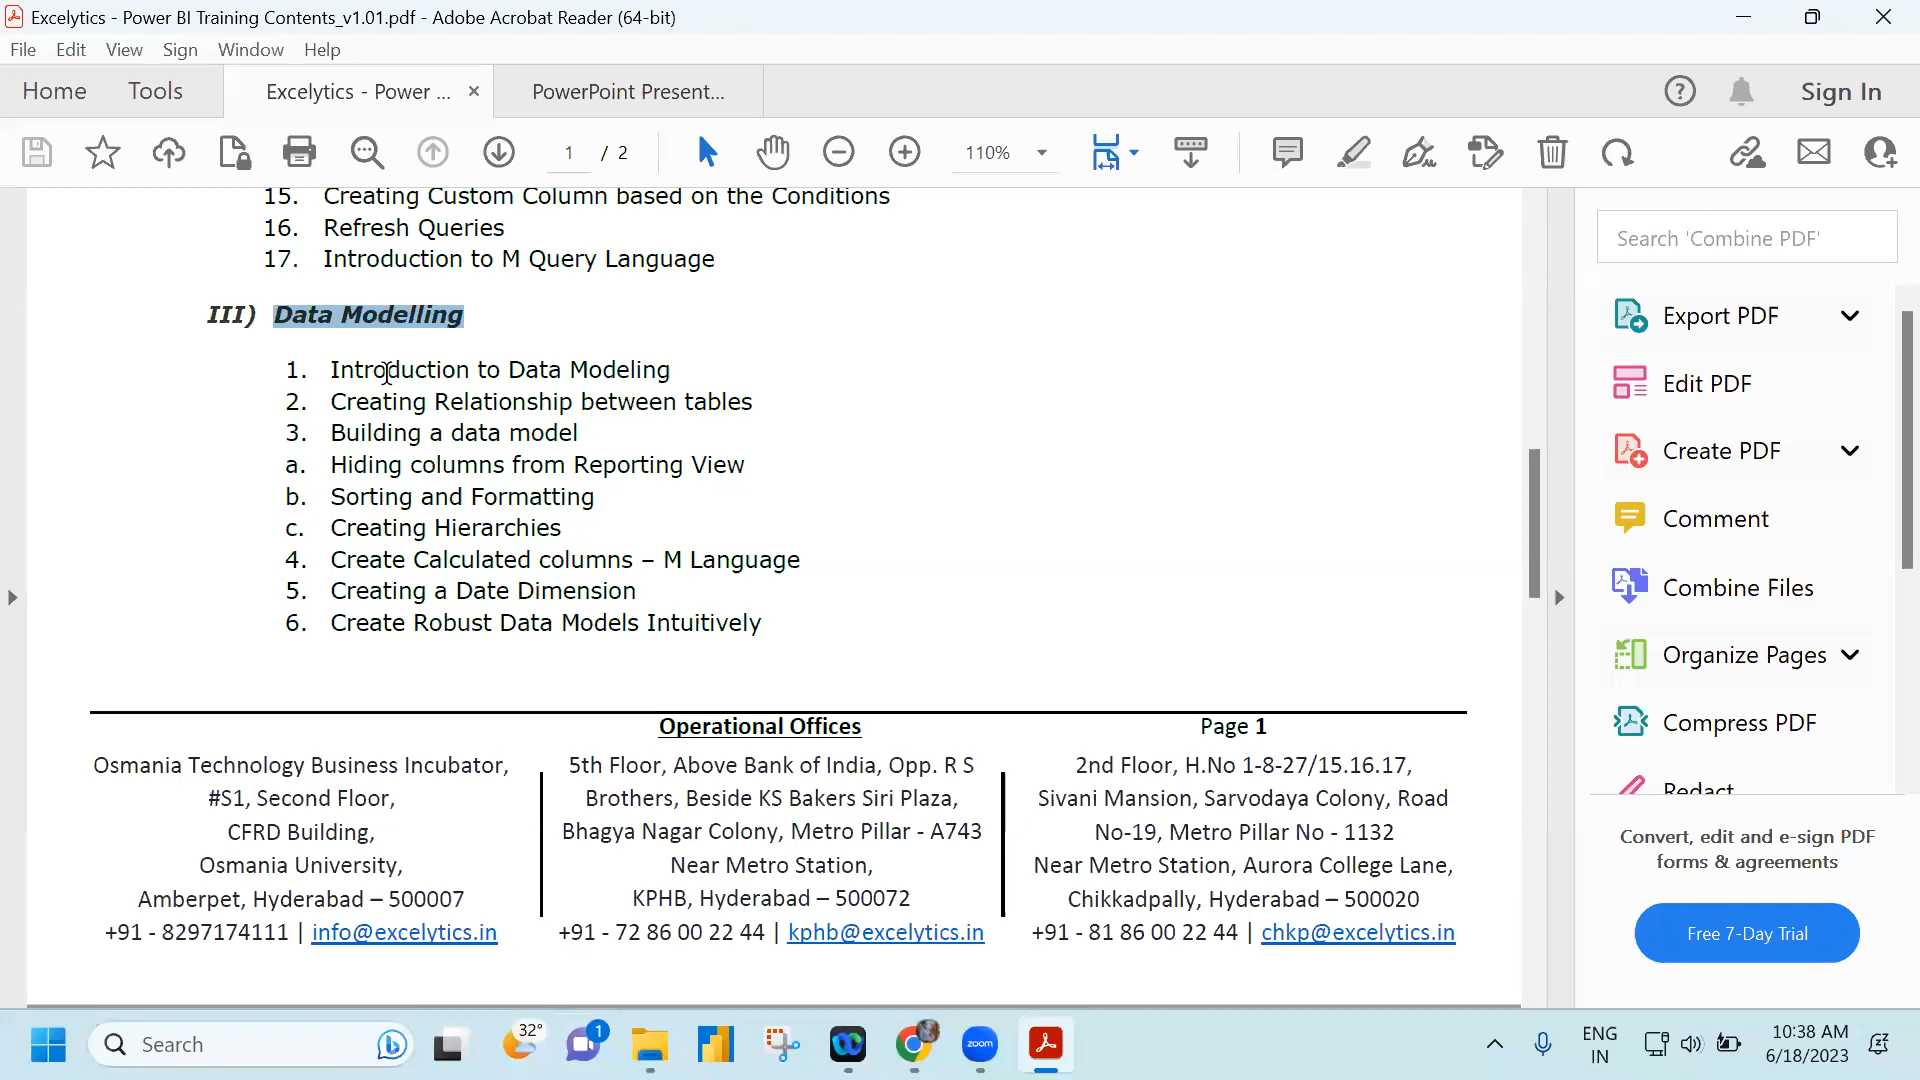 Excelytics - Power BI Training Contents_v1.01.pdf - Adobe Acrobat Reader (64-bit)
File Edit View Sign Window Help
Home Tools Excelytics - Power ... PowerPoint Present... Sign In
1 / 2 110%
15. Creating Custom Column based on the Conditions
16. Refresh Queries
17. Introduction to M Query Language
III) Data Modelling
1. Introduction to Data Modeling
2. Creating Relationship between tables
3. Building a data model
a. Hiding columns from Reporting View
b. Sorting and Formatting
c. Creating Hierarchies
4. Create Calculated columns – M Language
5. Creating a Date Dimension
6. Create Robust Data Models Intuitively
Operational Offices
Page 1
Osmania Technology Business Incubator,
#S1, Second Floor,
CFRD Building,
Osmania University,
Amberpet, Hyderabad – 500007
+91 - 8297174111 | info@excelytics.in
5th Floor, Above Bank of India, Opp. R S
Brothers, Beside KS Bakers Siri Plaza,
Bhagya Nagar Colony, Metro Pillar - A743
Near Metro Station,
KPHB, Hyderabad – 500072
+91 - 72 86 00 22 44 | kphb@excelytics.in
2nd Floor, H.No 1-8-27/15.16.17,
Sivani Mansion, Sarvodaya Colony, Road
No-19, Metro Pillar No - 1132
Near Metro Station, Aurora College Lane,
Chikkadpally, Hyderabad – 500020
+91 - 81 86 00 22 44 | chkp@excelytics.in
Search 'Combine PDF'
Export PDF
Edit PDF
Create PDF
Comment
Combine Files
Organize Pages
Compress PDF
Redact
Convert, edit and e-sign PDF
forms & agreements
Free 7-Day Trial
Search
32°
1
zoom
ENG
IN
10:38 AM
6/18/2023